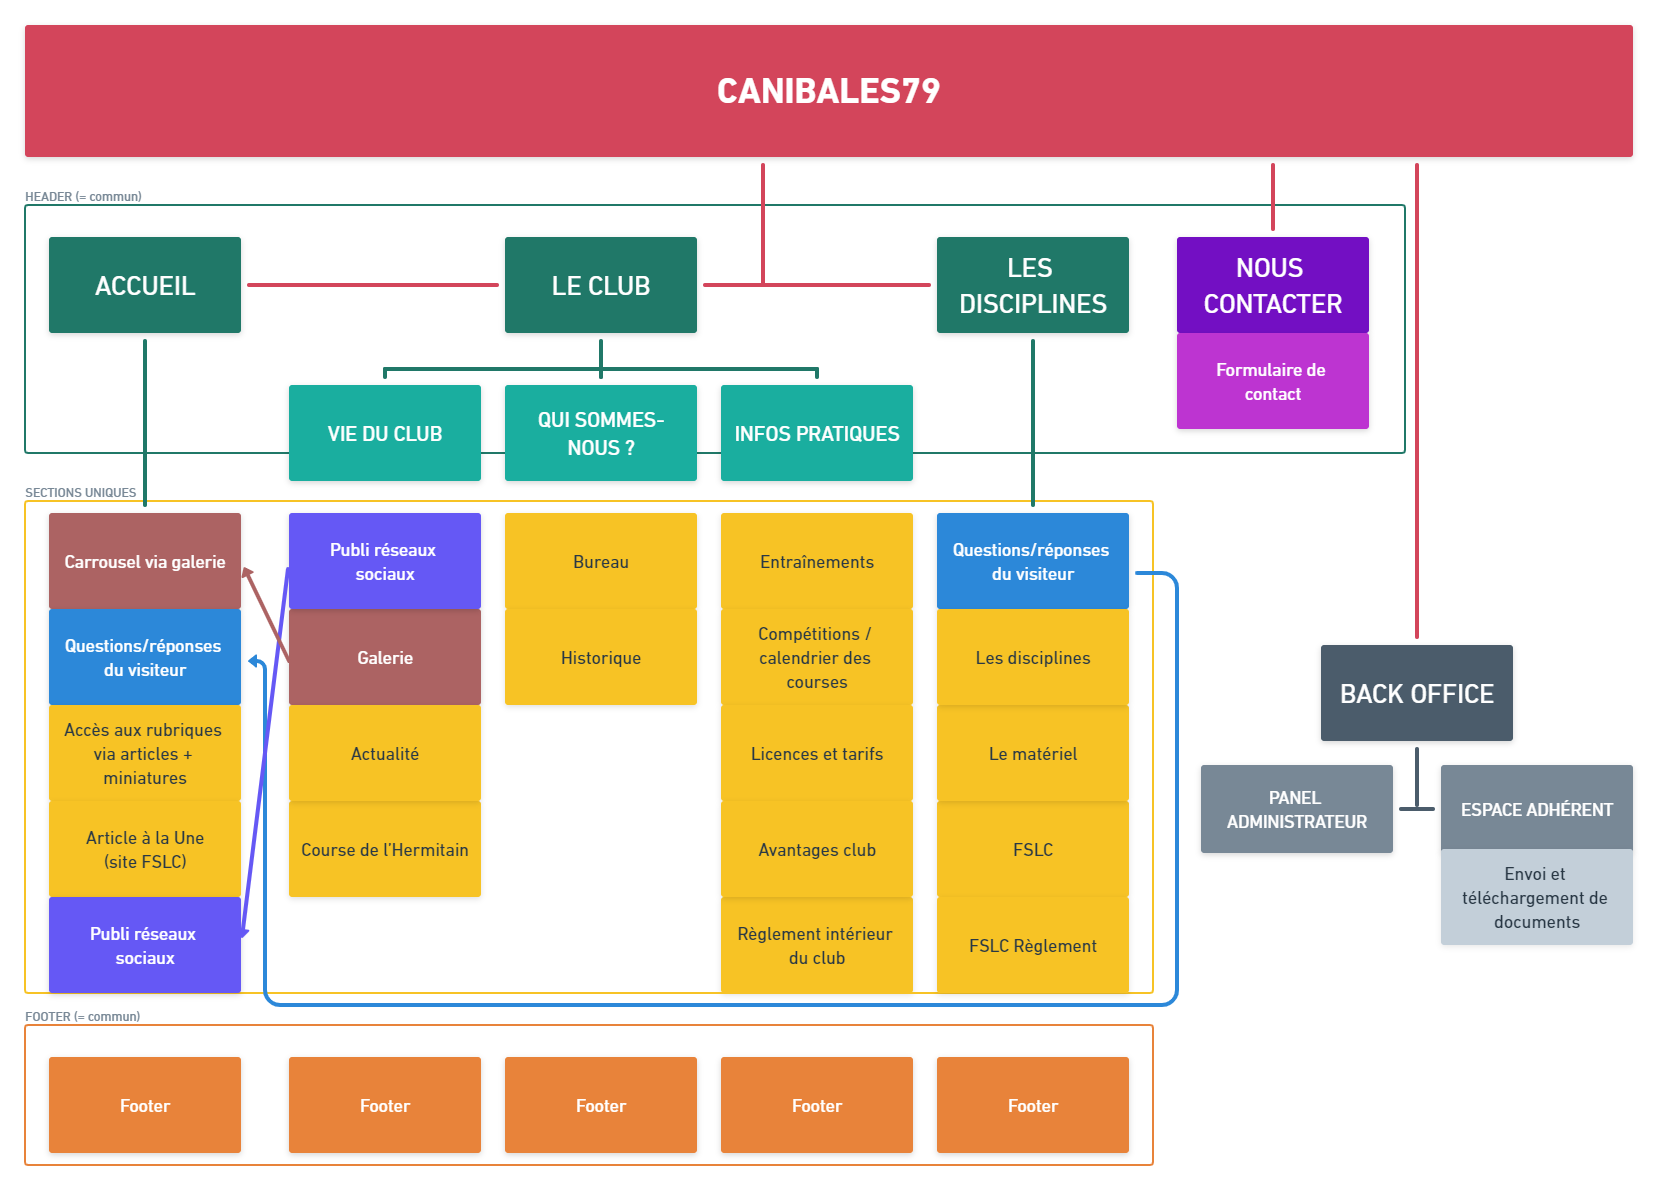 CANIBALES79
HEADER (= commun)
ACCUEIL
LE CLUB
LES
DISCIPLINES
NOUS
CONTACTER
Formulaire de
contact
VIE DU CLUB
QUI SOMMES-
NOUS ?
INFOS PRATIQUES
SECTIONS UNIQUES
Carrousel via galerie
Questions/réponses
du visiteur
Accès aux rubriques
via articles +
miniatures
Article à la Une
(site FSLC)
Publi réseaux
sociaux
Publi réseaux
sociaux
Galerie
Actualité
Course de l'Hermitain
Bureau
Historique
Entraînements
Compétitions /
calendrier des
courses
Licences et tarifs
Avantages club
Règlement intérieur
du club
Questions/réponses
du visiteur
Les disciplines
Le matériel
FSLC
FSLC Règlement
BACK OFFICE
PANEL
ADMINISTRATEUR
ESPACE ADHÉRENT
Envoi et
téléchargement de
documents
FOOTER (= commun)
Footer
Footer
Footer
Footer
Footer